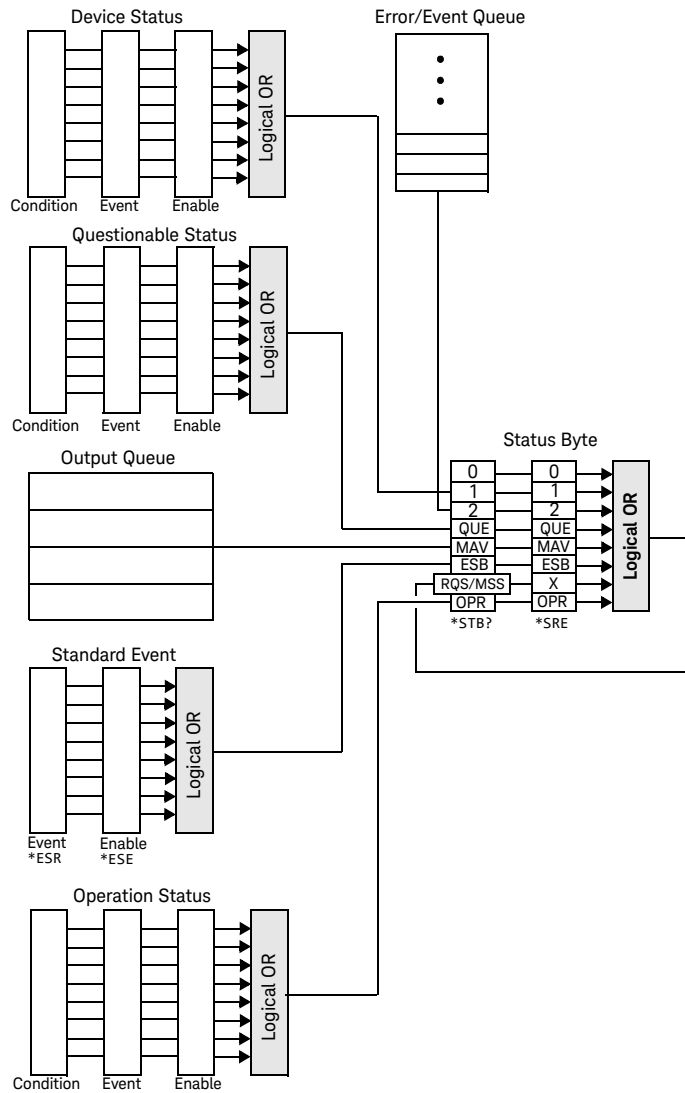 Device Status
Logical OR
Condition Event Enable
Error/Event Queue
Questionable Status
Logical OR
Condition Event Enable
Output Queue
Status Byte
0 0
1 1
2 2
QUE QUE
MAV MAV
ESB ESB
RQS/MSS X
OPR OPR
*STB? *SRE
Logical OR
Standard Event
Logical OR
Event Enable
*ESR *ESE
Operation Status
Logical OR
Condition Event Enable